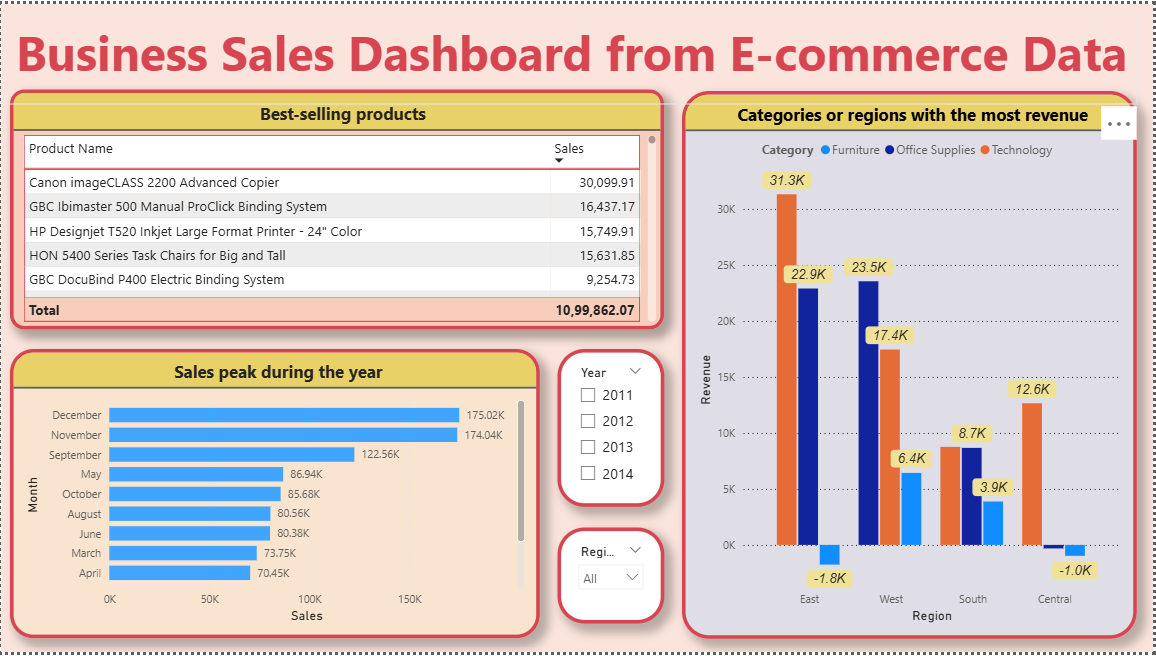 Business Sales Dashboard from E-commerce Data
Best-selling products
Product Name Sales
Canon imageCLASS 2200 Advanced Copier 30,099.91
GBC Ibimaster 500 Manual ProClick Binding System 16,437.17
HP Designjet T520 Inkjet Large Format Printer - 24" Color 15,749.91
HON 5400 Series Task Chairs for Big and Tall 15,631.85
GBC DocuBind P400 Electric Binding System 9,254.73
Total 10,99,862.07
Sales peak during the year
Month
December 175.02K
November 174.04K
September 122.56K
May 86.94K
October 85.68K
August 80.56K
June 80.38K
March 73.75K
April 70.45K
0K 50K 100K 150K
Sales
Year
2011
2012
2013
2014
Regi...
All
Categories or regions with the most revenue
Category Furniture Office Supplies Technology
Revenue
30K
25K
20K
15K
10K
5K
0K
31.3K
22.9K
-1.8K
23.5K
17.4K
6.4K
8.7K
3.9K
12.6K
-1.0K
East West South Central
Region